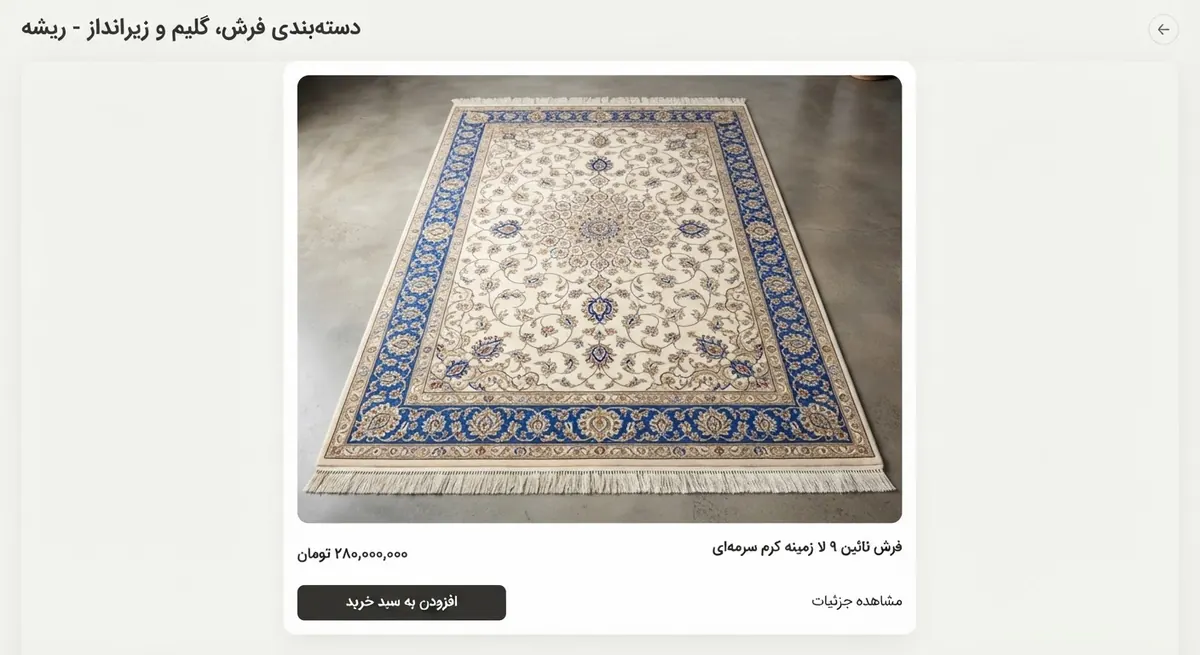 دسته‌بندی فرش، گلیم و زیرانداز - ریشه
فرش نائین ۹ لا زمینه کرم سرمه‌ای
۲۸۰,۰۰۰,۰۰۰ تومان
مشاهده جزئیات
افزودن به سبد خرید